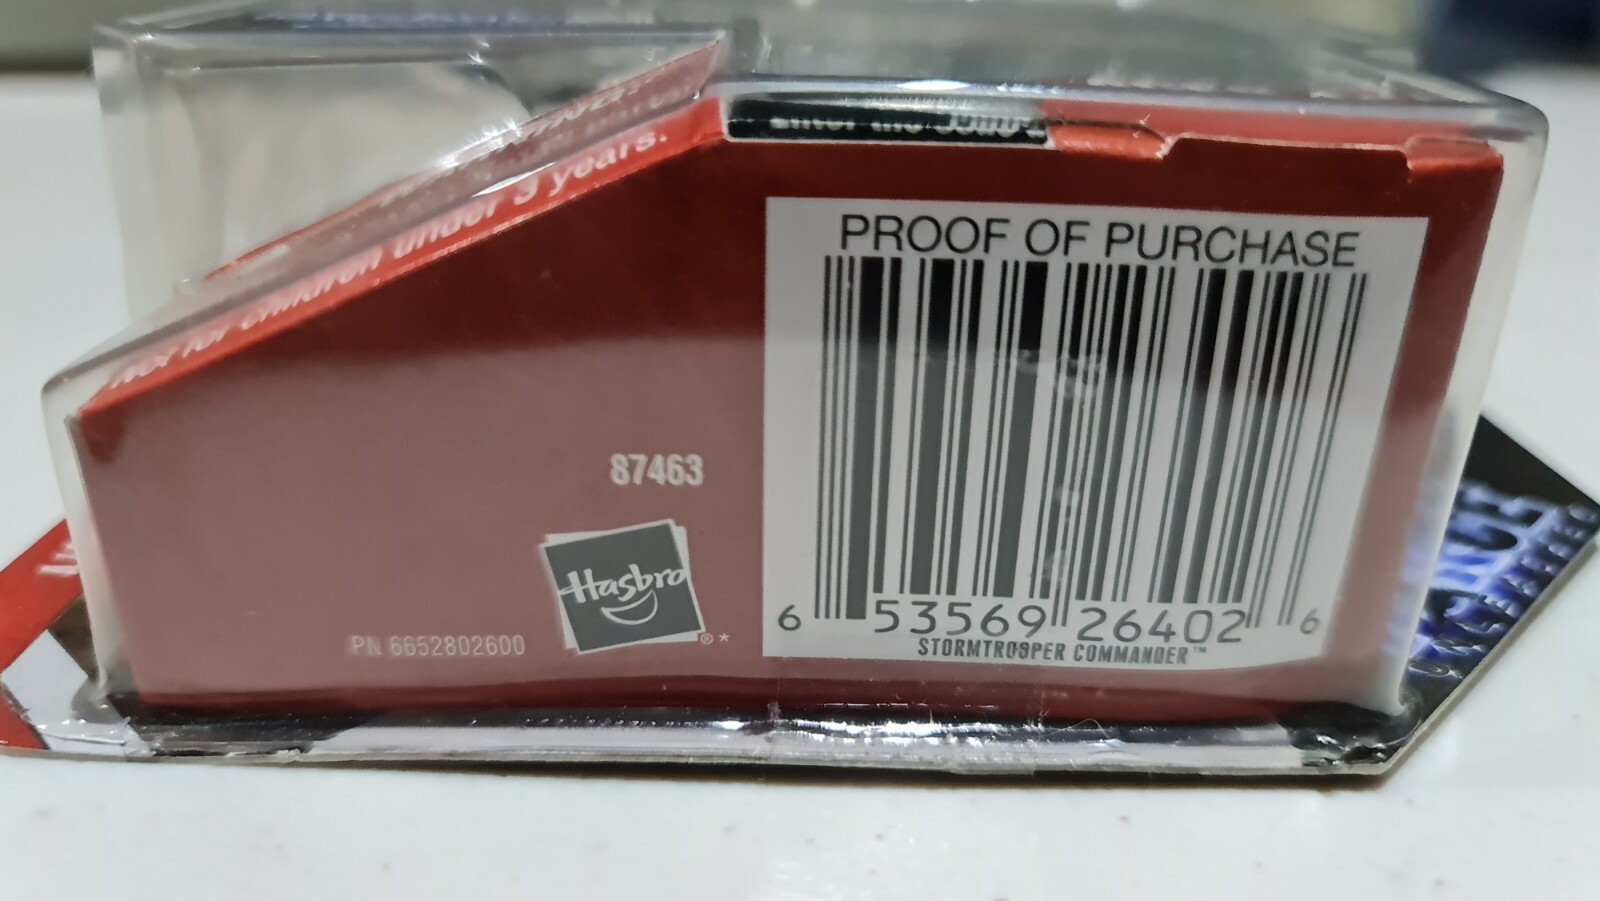 Not for children under 3 years.
PROOF OF PURCHASE
87463
Hasbro
®*
PN 6652802600
6 53569 26402 6
STORMTROOPER COMMANDER™
UNLEASHED